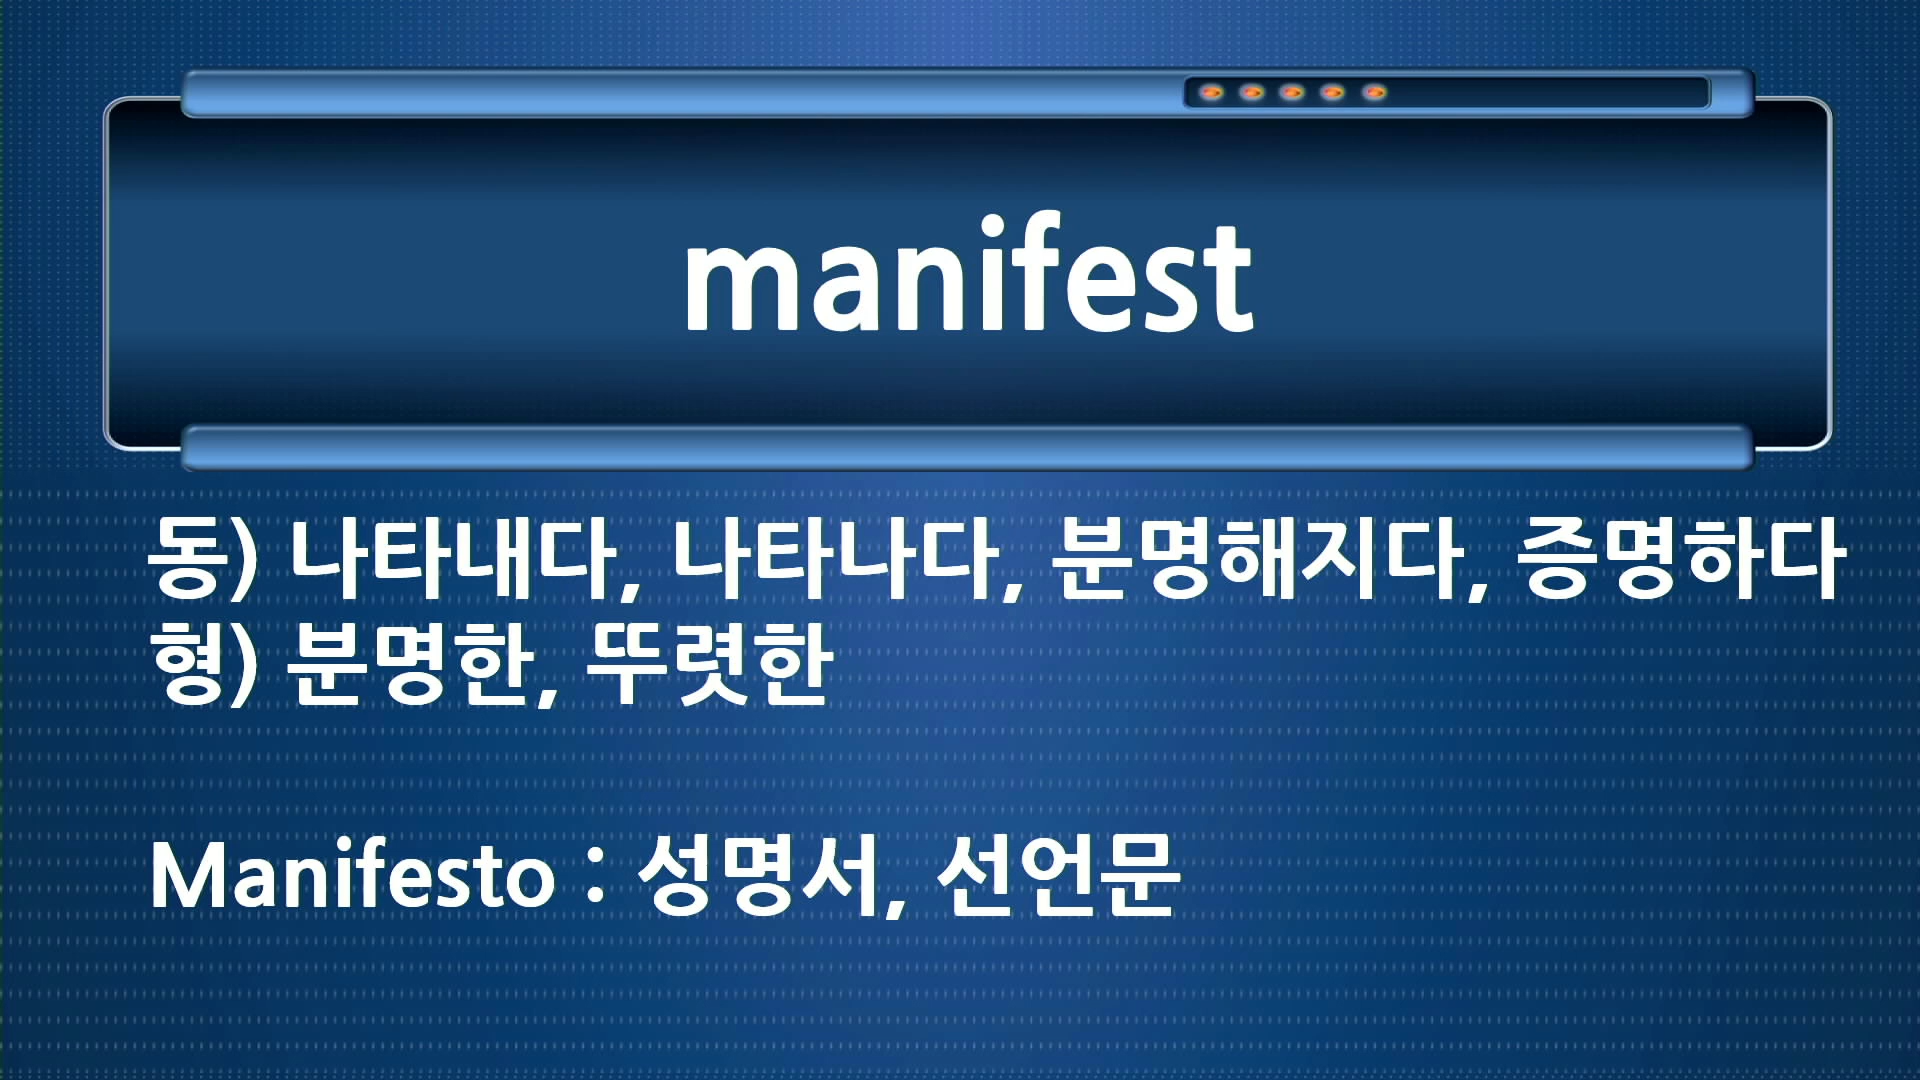 manifest
동) 나타내다, 나타나다, 분명해지다, 증명하다
형) 분명한, 뚜렷한
Manifesto : 성명서, 선언문